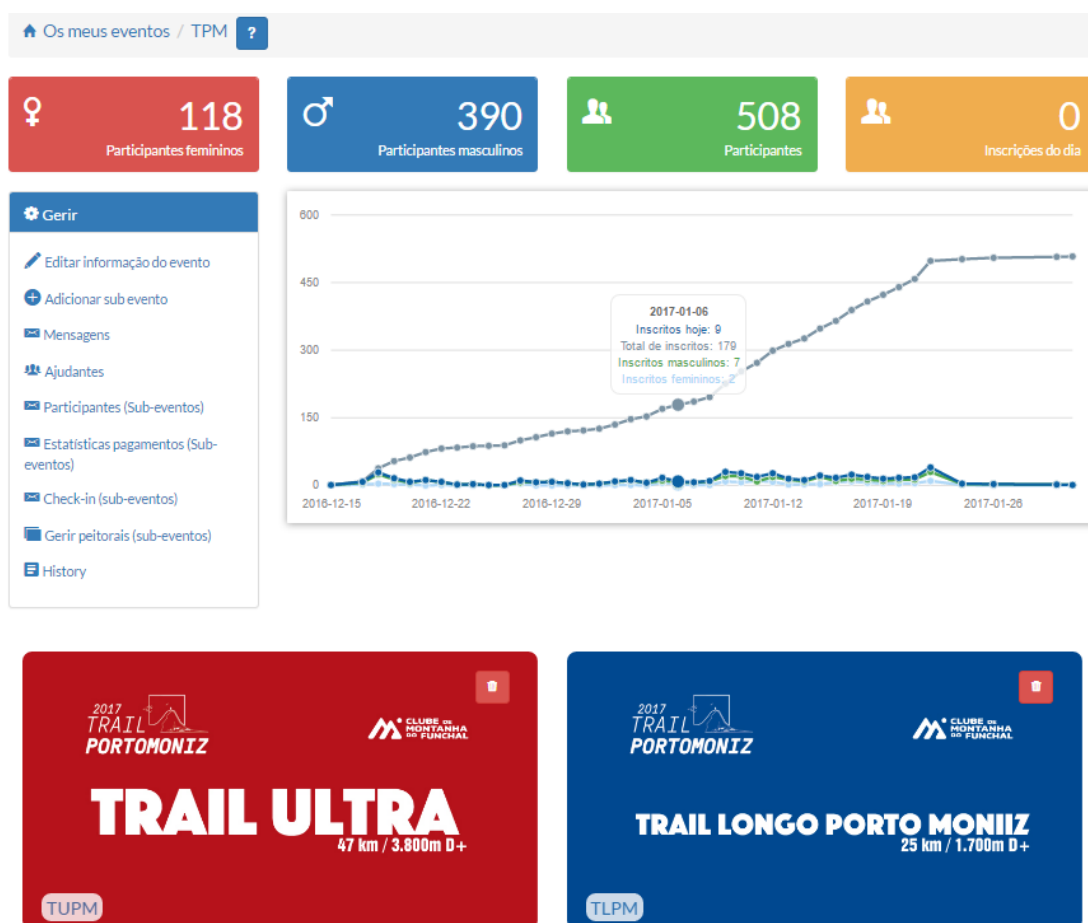 Os meus eventos / TPM ?
118
Participantes femininos
390
Participantes masculinos
508
Participantes
0
Inscrições do dia
Gerir
Editar informação do evento
Adicionar sub evento
Mensagens
Ajudantes
Participantes (Sub-eventos)
Estatísticas pagamentos (Sub-
eventos)
Check-in (sub-eventos)
Gerir peitorais (sub-eventos)
History
600
450
300
150
0
2017-01-06
Inscritos hoje: 9
Total de inscritos: 179
Inscritos masculinos: 7
Inscritos femininos: 2
2016-12-15
2016-12-22
2016-12-29
2017-01-05
2017-01-12
2017-01-19
2017-01-26
2017
TRAIL
PORTOMONIZ
CLUBE DE
MONTANHA
DO FUNCHAL
TRAIL ULTRA
47 km / 3.800m D+
TUPM
2017
TRAIL
PORTOMONIZ
CLUBE DE
MONTANHA
DO FUNCHAL
TRAIL LONGO PORTO MONIIZ
25 km / 1.700m D+
TLPM